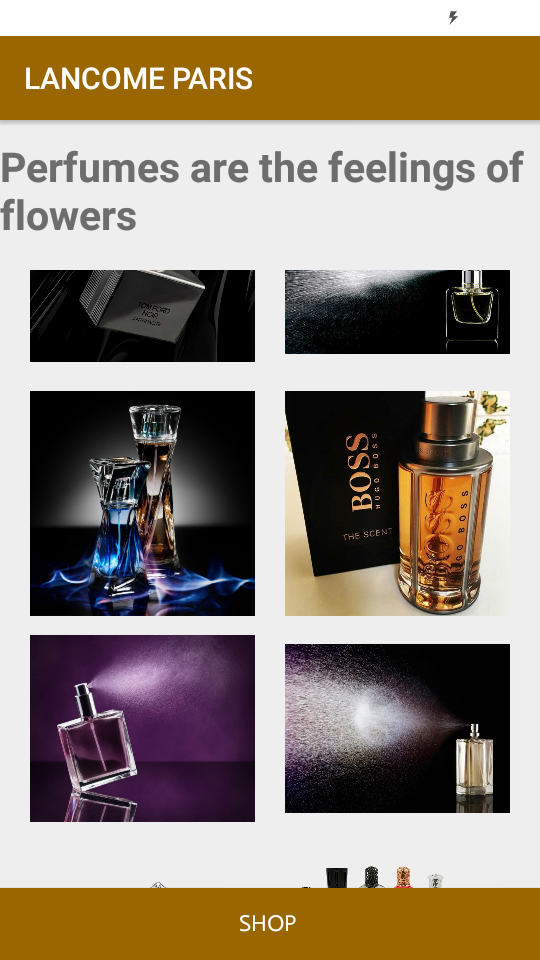 LANCOME PARIS
Perfumes are the feelings of
flowers
TOM FORD
NOIR
BOSS
HUGO BOSS
THE SCENT
BOSS
HUGO BOSS
SHOP